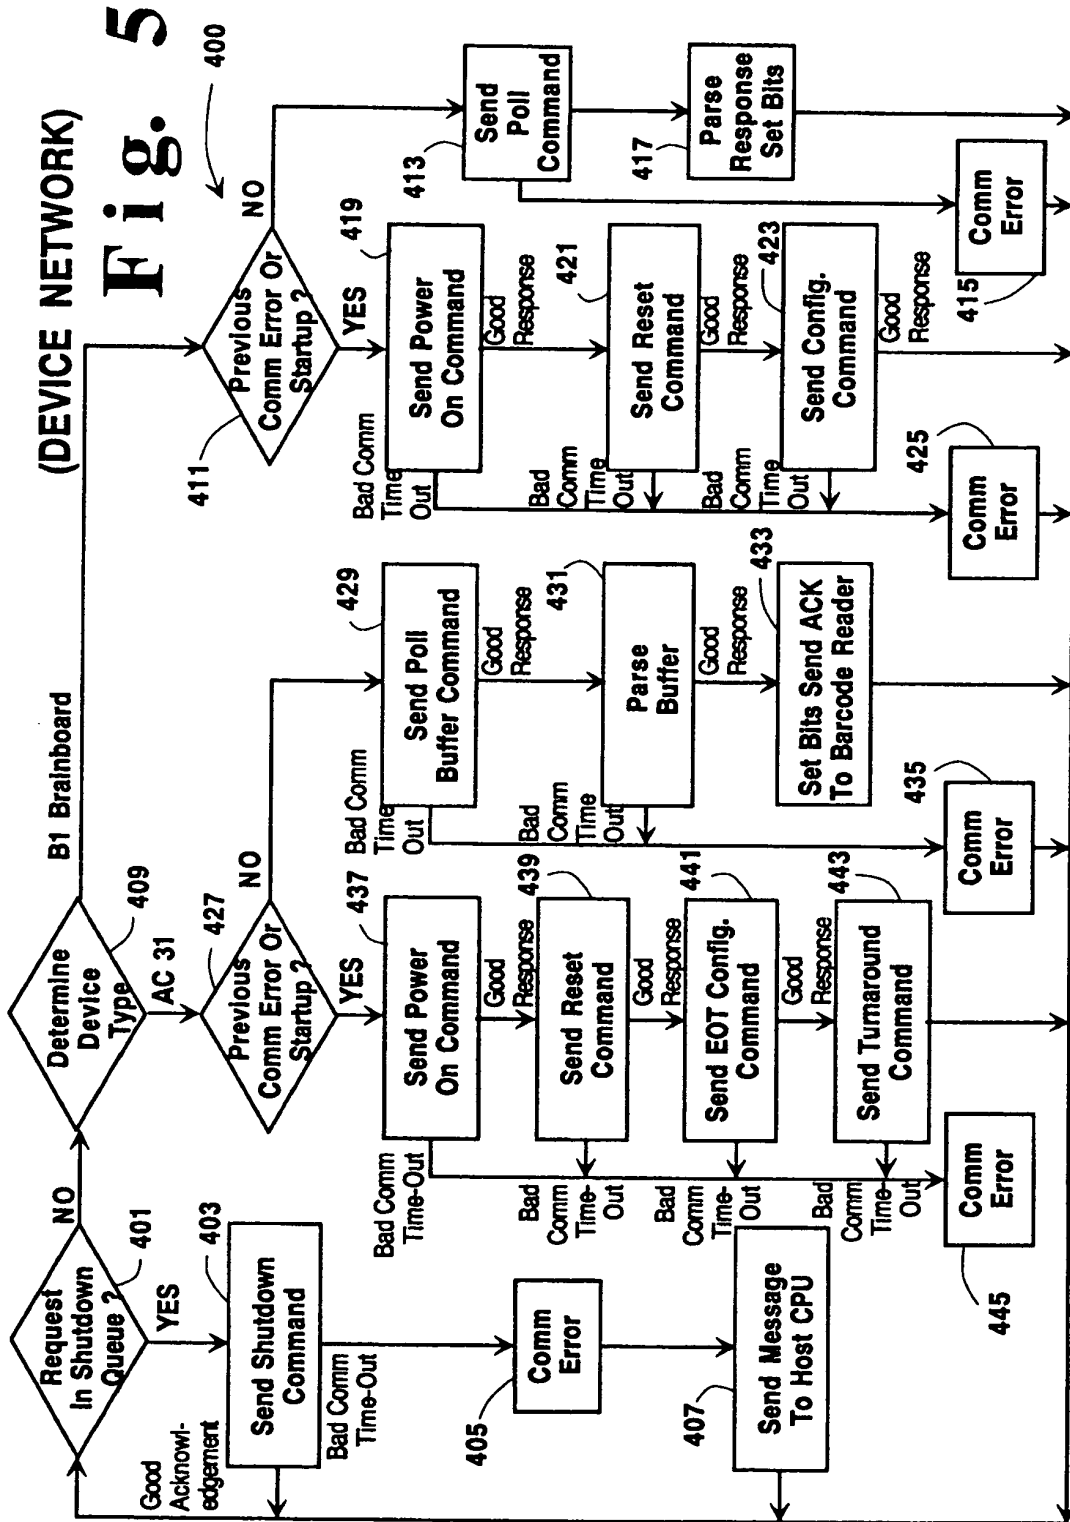 (DEVICE NETWORK)
Fig. 5
400
Request
In Shutdown
Queue ?
401
NO
YES
Good
Acknowl-
edgement
403
Send Shutdown
Command
Bad Comm
Time-Out
405
Comm
Error
407
Send Message
To Host CPU
Determine
Device
Type
409
B1 Brainboard
AC 31
Previous
Comm Error Or
Startup ?
427
NO
YES
437
Send Power
On Command
Bad Comm
Time-Out
Good
Response
439
Send Reset
Command
Bad
Comm
Time-
Out
Good
Response
441
Send EOT Config.
Command
Bad
Comm
Time-
Out
Good
Response
443
Send Turnaround
Command
Bad
Comm
Time-
Out
Comm
Error
445
429
Send Poll
Buffer Command
Bad Comm
Time
Out
Good
Response
431
Parse
Buffer
Bad
Comm
Time
Out
Good
Response
433
Set Bits Send ACK
To Barcode Reader
435
Comm
Error
Previous
Comm Error Or
Startup ?
411
NO
YES
419
Send Power
On Command
Bad Comm
Time
Out
Good
Response
421
Send Reset
Command
Bad
Comm
Time
Out
Good
Response
423
Send Config.
Command
Bad
Comm
Time
Out
Good
Response
425
Comm
Error
413
Send
Poll
Command
417
Parse
Response
Set Bits
Comm
Error
415